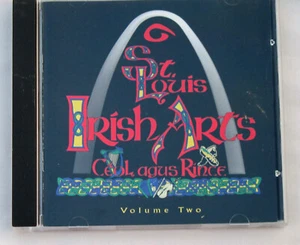 St.
Louis
Irish Arts
Ceol agus Rince
Volume Two